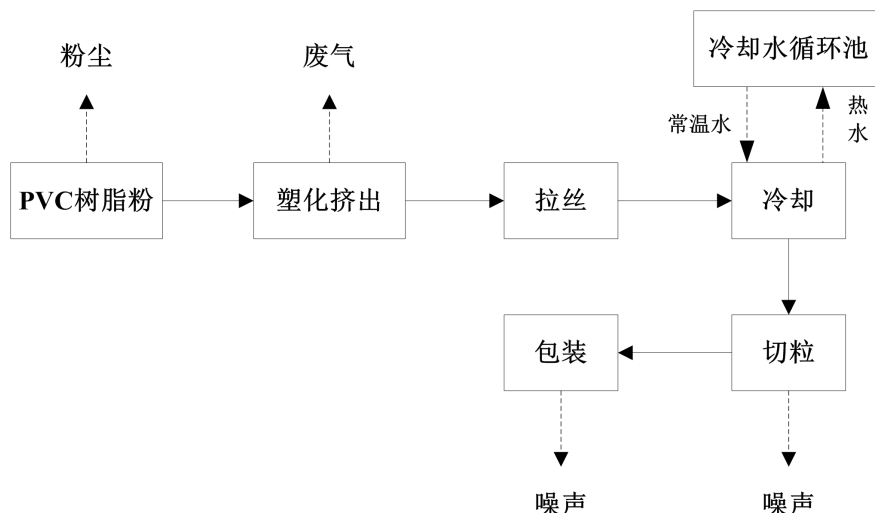 粉尘
废气
冷却水循环池
常温水
热水
PVC树脂粉
塑化挤出
拉丝
冷却
包装
切粒
噪声
噪声